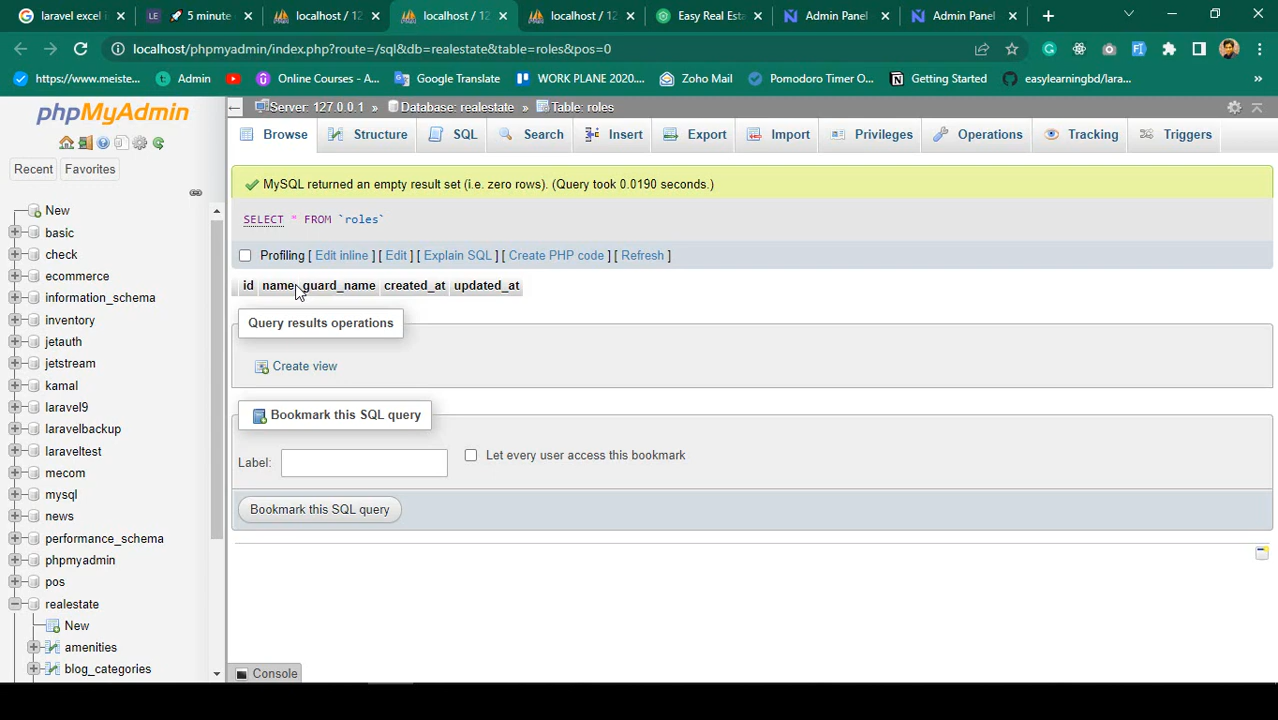 laravel excel in
LE
5 minute
localhost / 12
localhost / 12
localhost / 12
Easy Real Esta
Admin Panel
Admin Panel
localhost/phpmyadmin/index.php?route=/sql&db=realestate&table=roles&pos=0
https://www.meiste...
Admin
Online Courses - A...
Google Translate
WORK PLANE 2020....
Zoho Mail
Pomodoro Timer O...
Getting Started
easylearningbd/lara...
phpMyAdmin
Recent
Favorites
New
basic
check
ecommerce
information_schema
inventory
jetauth
jetstream
kamal
laravel9
laravelbackup
laraveltest
mecom
mysql
news
performance_schema
phpmyadmin
pos
realestate
New
amenities
blog_categories
Server: 127.0.0.1 » Database: realestate » Table: roles
Browse Structure SQL Search Insert Export Import Privileges Operations Tracking Triggers
MySQL returned an empty result set (i.e. zero rows). (Query took 0.0190 seconds.)
SELECT * FROM `roles`
Profiling [ Edit inline ] [ Edit ] [ Explain SQL ] [ Create PHP code ] [ Refresh ]
id name guard_name created_at updated_at
Query results operations
Create view
Bookmark this SQL query
Label:
Let every user access this bookmark
Bookmark this SQL query
Console